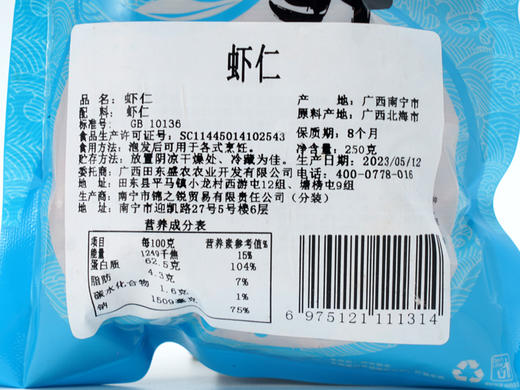 虾仁
品名：虾仁 产地：广西南宁市
配料：虾仁 原料产地：广西北海市
标准号：GB 10136
食品生产许可证号：SC11445014102543 保质期：8个月
食用方法：泡发后可用于各式烹饪。 净含量：250克
贮存方法：放置阴凉干燥处、冷藏为佳。 生产日期：2023/05/12
委托商：广西田东盛农农业开发有限公司 电话：400-0778-016
地址：田东县平马镇小龙村西游屯112组、塘榜屯9组
生产商：南宁市锦之锐贸易有限责任公司（分装）
地址：南宁市迎凯路27号5号楼6层
营养成分表
项目 每100克 营养素参考值%
能量 1249千焦 15%
蛋白质 62.5克 104%
脂肪 4.3克 7%
碳水化合物 1.6克 1%
钠 1509毫克 75%
6 975121 111314